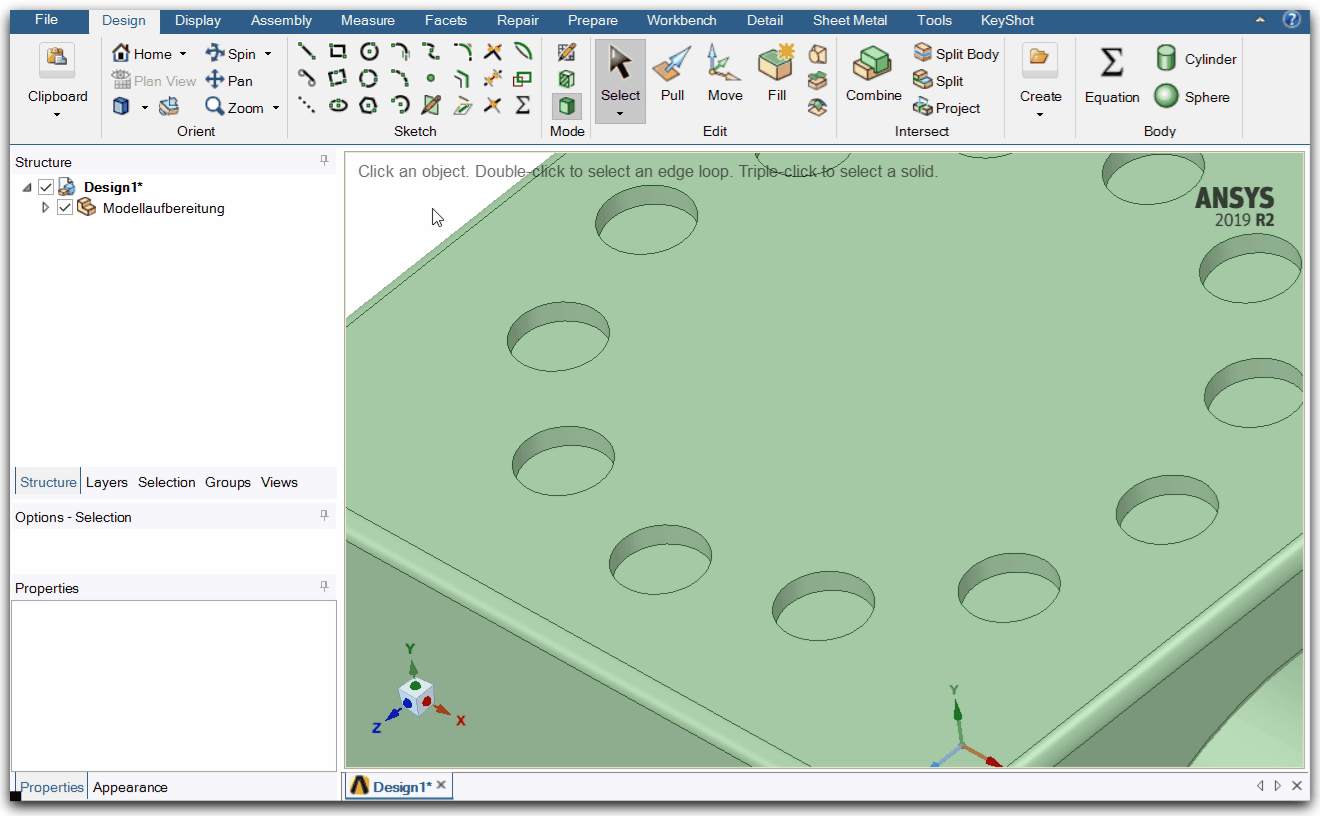 File Design Display Assembly Measure Facets Repair Prepare Workbench Detail Sheet Metal Tools KeyShot
Home Spin
Plan View Pan
Zoom
Clipboard
Orient
Sketch
Mode
Select Pull Move Fill
Edit
Combine
Split Body
Split
Project
Intersect
Create
Equation
Cylinder
Sphere
Body
Structure
Design1*
Modellaufbereitung
Structure Layers Selection Groups Views
Options - Selection
Properties
Properties Appearance
Click an object. Double-click to select an edge loop. Triple-click to select a solid.
ANSYS
2019 R2
Y
Z
X
Y
Design1*